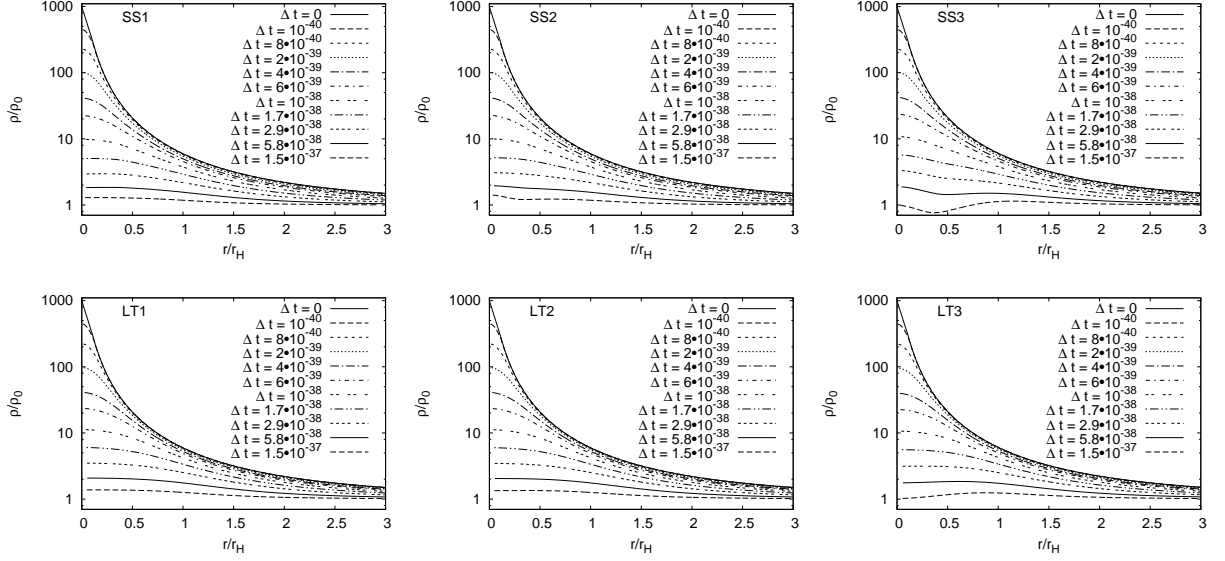 SS1
Δ t = 0
Δ t = 10^-40
Δ t = 8•10^-40
Δ t = 2•10^-39
Δ t = 4•10^-39
Δ t = 6•10^-39
Δ t = 10^-38
Δ t = 1.7•10^-38
Δ t = 2.9•10^-38
Δ t = 5.8•10^-38
Δ t = 1.5•10^-37
1000
100
10
1
ρ/ρ₀
0 0.5 1 1.5 2 2.5 3
r/r_H
SS2
Δ t = 0
Δ t = 10^-40
Δ t = 8•10^-40
Δ t = 2•10^-39
Δ t = 4•10^-39
Δ t = 6•10^-39
Δ t = 10^-38
Δ t = 1.7•10^-38
Δ t = 2.9•10^-38
Δ t = 5.8•10^-38
Δ t = 1.5•10^-37
1000
100
10
1
ρ/ρ₀
0 0.5 1 1.5 2 2.5 3
r/r_H
SS3
Δ t = 0
Δ t = 10^-40
Δ t = 8•10^-40
Δ t = 2•10^-39
Δ t = 4•10^-39
Δ t = 6•10^-39
Δ t = 10^-38
Δ t = 1.7•10^-38
Δ t = 2.9•10^-38
Δ t = 5.8•10^-38
Δ t = 1.5•10^-37
1000
100
10
1
ρ/ρ₀
0 0.5 1 1.5 2 2.5 3
r/r_H
LT1
Δ t = 0
Δ t = 10^-40
Δ t = 8•10^-40
Δ t = 2•10^-39
Δ t = 4•10^-39
Δ t = 6•10^-39
Δ t = 10^-38
Δ t = 1.7•10^-38
Δ t = 2.9•10^-38
Δ t = 5.8•10^-38
Δ t = 1.5•10^-37
1000
100
10
1
ρ/ρ₀
0 0.5 1 1.5 2 2.5 3
r/r_H
LT2
Δ t = 0
Δ t = 10^-40
Δ t = 8•10^-40
Δ t = 2•10^-39
Δ t = 4•10^-39
Δ t = 6•10^-39
Δ t = 10^-38
Δ t = 1.7•10^-38
Δ t = 2.9•10^-38
Δ t = 5.8•10^-38
Δ t = 1.5•10^-37
1000
100
10
1
ρ/ρ₀
0 0.5 1 1.5 2 2.5 3
r/r_H
LT3
Δ t = 0
Δ t = 10^-40
Δ t = 8•10^-40
Δ t = 2•10^-39
Δ t = 4•10^-39
Δ t = 6•10^-39
Δ t = 10^-38
Δ t = 1.7•10^-38
Δ t = 2.9•10^-38
Δ t = 5.8•10^-38
Δ t = 1.5•10^-37
1000
100
10
1
ρ/ρ₀
0 0.5 1 1.5 2 2.5 3
r/r_H